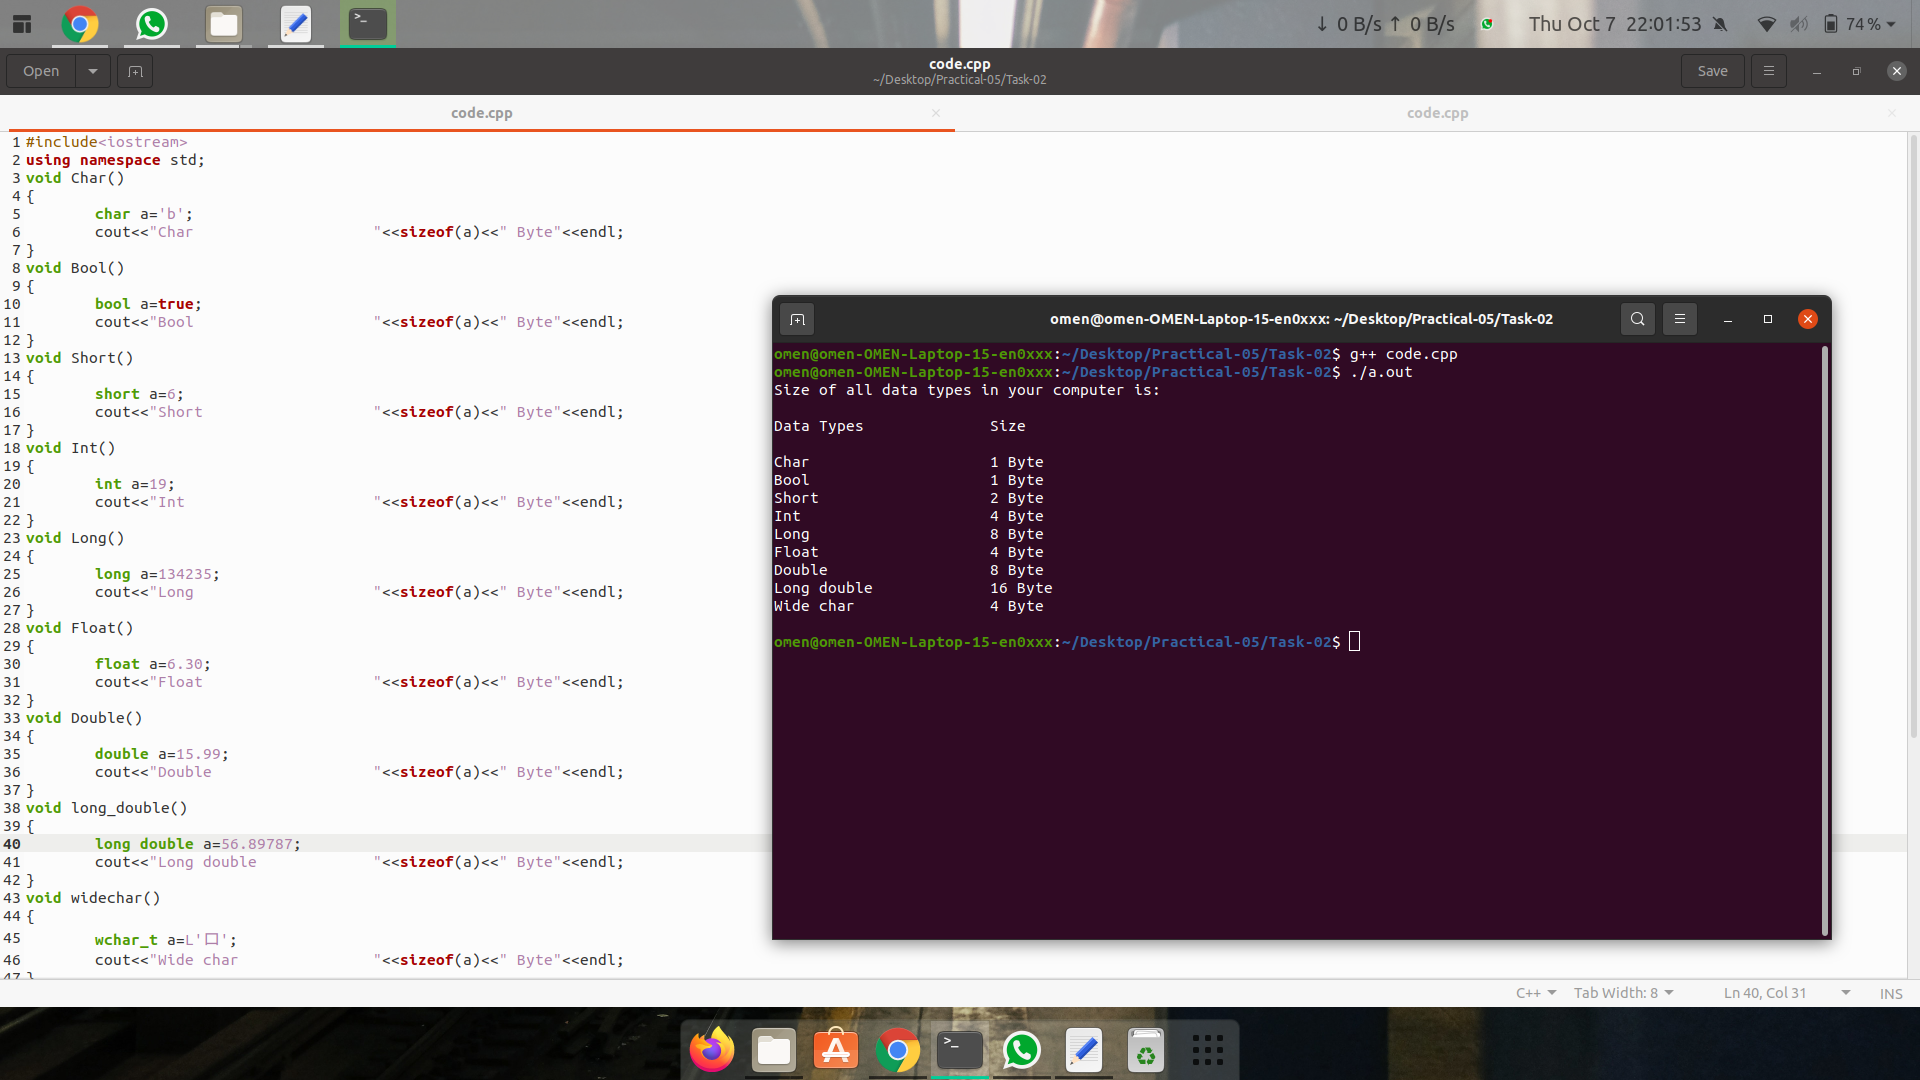 ↓ 0 B/s ↑ 0 B/s Thu Oct 7 22:01:53 74 %
Open code.cpp Save
~/Desktop/Practical-05/Task-02
code.cpp code.cpp
1 #include<iostream>
2 using namespace std;
3 void Char()
4 {
5 char a='b';
6 cout<<"Char "<<sizeof(a)<<" Byte"<<endl;
7 }
8 void Bool()
9 {
10 bool a=true;
11 cout<<"Bool "<<sizeof(a)<<" Byte"<<endl;
12 }
13 void Short()
14 {
15 short a=6;
16 cout<<"Short "<<sizeof(a)<<" Byte"<<endl;
17 }
18 void Int()
19 {
20 int a=19;
21 cout<<"Int "<<sizeof(a)<<" Byte"<<endl;
22 }
23 void Long()
24 {
25 long a=134235;
26 cout<<"Long "<<sizeof(a)<<" Byte"<<endl;
27 }
28 void Float()
29 {
30 float a=6.30;
31 cout<<"Float "<<sizeof(a)<<" Byte"<<endl;
32 }
33 void Double()
34 {
35 double a=15.99;
36 cout<<"Double "<<sizeof(a)<<" Byte"<<endl;
37 }
38 void long_double()
39 {
40 long double a=56.89787;
41 cout<<"Long double "<<sizeof(a)<<" Byte"<<endl;
42 }
43 void widechar()
44 {
45 wchar_t a=L'口';
46 cout<<"Wide char "<<sizeof(a)<<" Byte"<<endl;
47 }
omen@omen-OMEN-Laptop-15-en0xxx: ~/Desktop/Practical-05/Task-02
omen@omen-OMEN-Laptop-15-en0xxx:~/Desktop/Practical-05/Task-02$ g++ code.cpp
omen@omen-OMEN-Laptop-15-en0xxx:~/Desktop/Practical-05/Task-02$ ./a.out
Size of all data types in your computer is:
Data Types Size
Char 1 Byte
Bool 1 Byte
Short 2 Byte
Int 4 Byte
Long 8 Byte
Float 4 Byte
Double 8 Byte
Long double 16 Byte
Wide char 4 Byte
omen@omen-OMEN-Laptop-15-en0xxx:~/Desktop/Practical-05/Task-02$
C++ Tab Width: 8 Ln 40, Col 31 INS